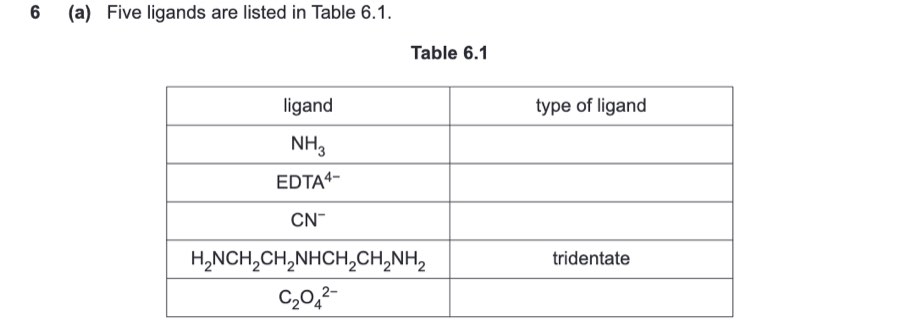 6 (a) Five ligands are listed in Table 6.1.
Table 6.1
ligand type of ligand
NH₃
EDTA⁴⁻
CN⁻
H₂NCH₂CH₂NHCH₂CH₂NH₂ tridentate
C₂O₄²⁻